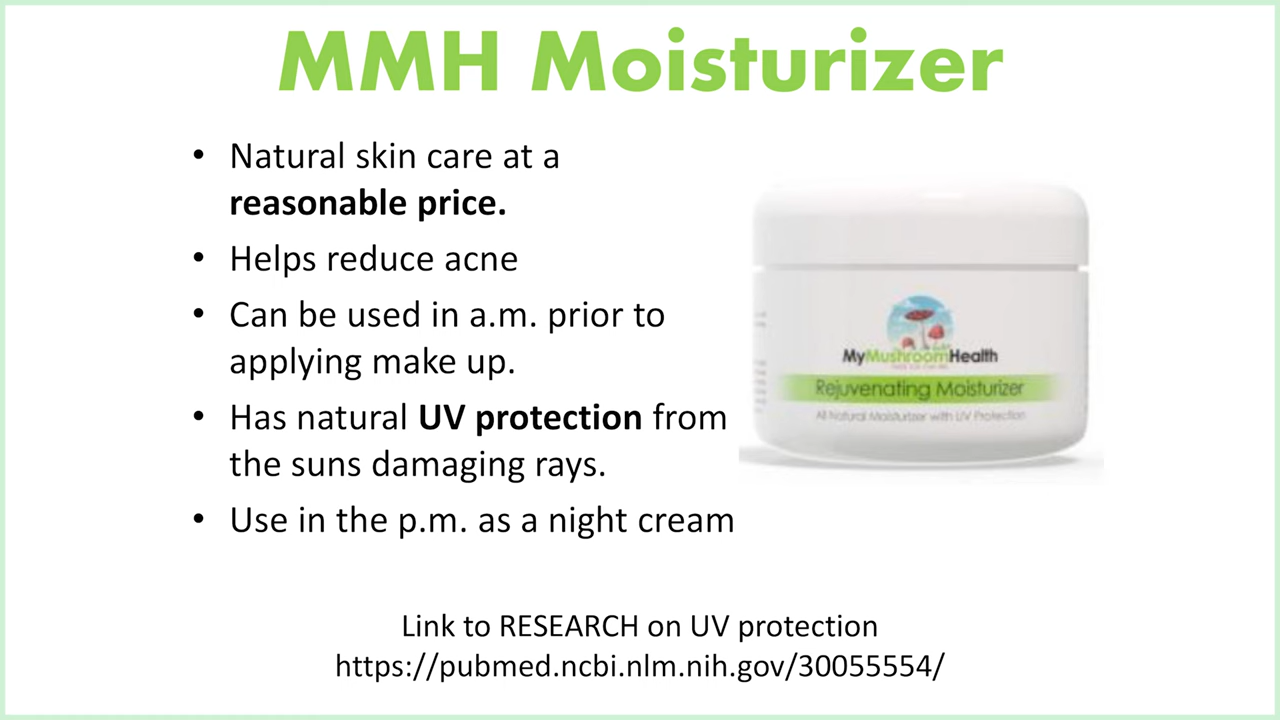 MMH Moisturizer
• Natural skin care at a
reasonable price.
• Helps reduce acne
• Can be used in a.m. prior to
applying make up.
• Has natural UV protection from
the suns damaging rays.
• Use in the p.m. as a night cream
MyMushroomHealth
Rejuvenating Moisturizer
All Natural Moisturizer with UV Protection
Link to RESEARCH on UV protection
https://pubmed.ncbi.nlm.nih.gov/30055554/